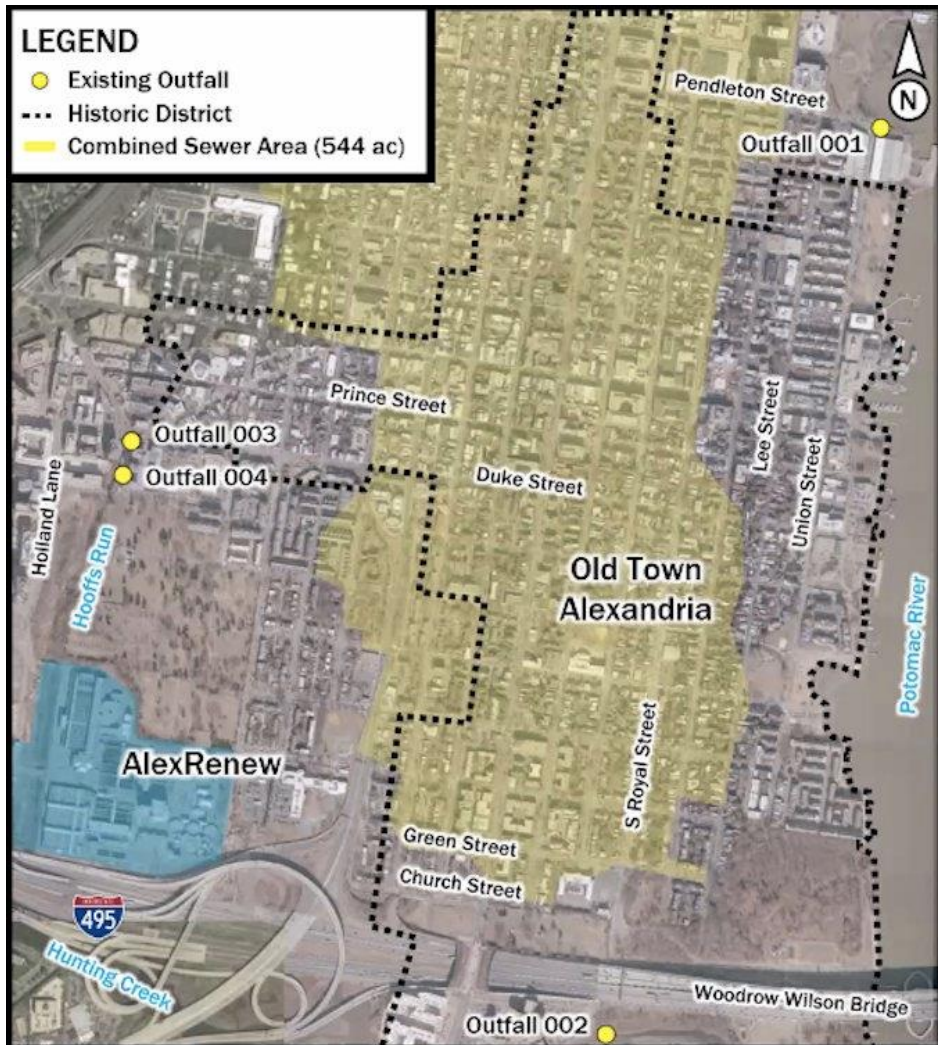 LEGEND
Existing Outfall
Historic District
Combined Sewer Area (544 ac)
N
Pendleton Street
Outfall 001
Prince Street
Outfall 003
Outfall 004
Holland Lane
Hooffs Run
Duke Street
Lee Street
Union Street
Old Town
Alexandria
Potomac River
AlexRenew
S Royal Street
Green Street
Church Street
495
Hunting Creek
Woodrow Wilson Bridge
Outfall 002